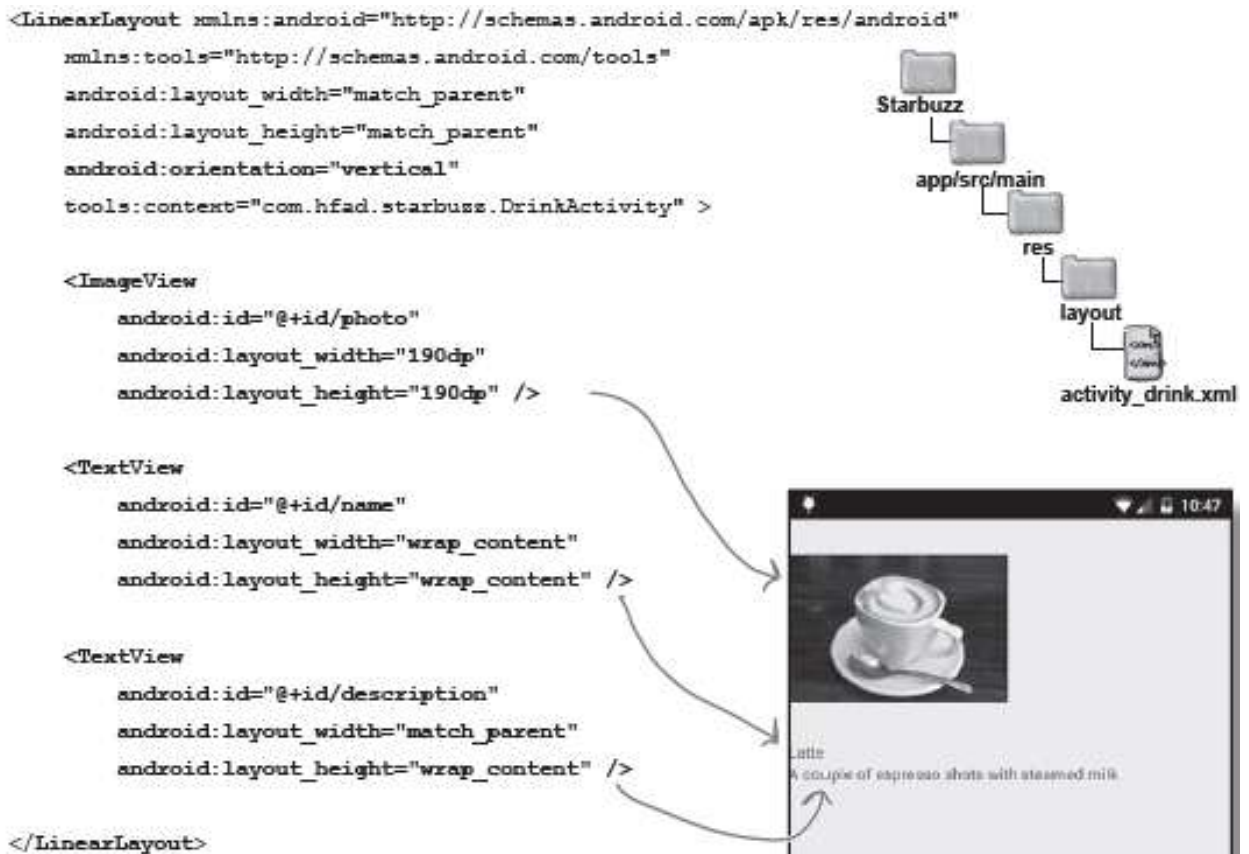 <LinearLayout xmlns:android="http://schemas.android.com/apk/res/android"
xmlns:tools="http://schemas.android.com/tools"
android:layout_width="match_parent"
android:layout_height="match_parent"
android:orientation="vertical"
tools:context="com.hfad.starbuzz.DrinkActivity" >
<ImageView
android:id="@+id/photo"
android:layout_width="190dp"
android:layout_height="190dp" />
<TextView
android:id="@+id/name"
android:layout_width="wrap_content"
android:layout_height="wrap_content" />
<TextView
android:id="@+id/description"
android:layout_width="match_parent"
android:layout_height="wrap_content" />
</LinearLayout>
Starbuzz
app/src/main
res
layout
activity_drink.xml
10:47
Latte
A couple of espresso shots with steamed milk